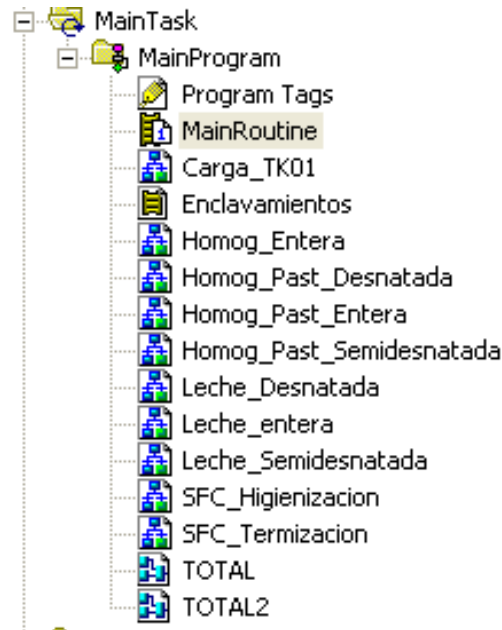 MainTask
MainProgram
Program Tags
MainRoutine
Carga_TK01
Enclavamientos
Homog_Entera
Homog_Past_Desnatada
Homog_Past_Entera
Homog_Past_Semidesnatada
Leche_Desnatada
Leche_entera
Leche_Semidesnatada
SFC_Higienizacion
SFC_Termizacion
TOTAL
TOTAL2